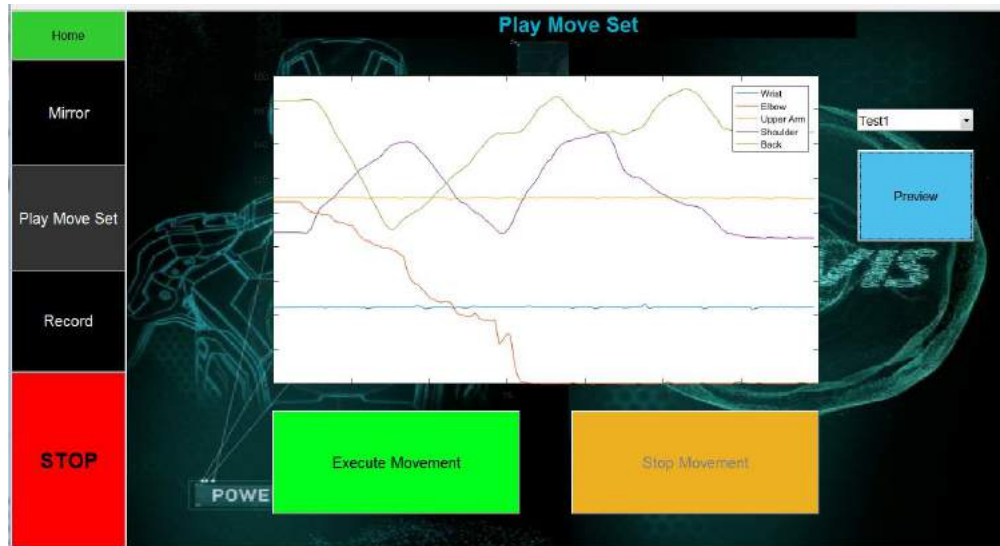 Play Move Set
Home
Mirror
Play Move Set
Record
STOP
Wrist
Elbow
Upper Arm
Shoulder
Back
Test1
Preview
Execute Movement
Stop Movement
POWE